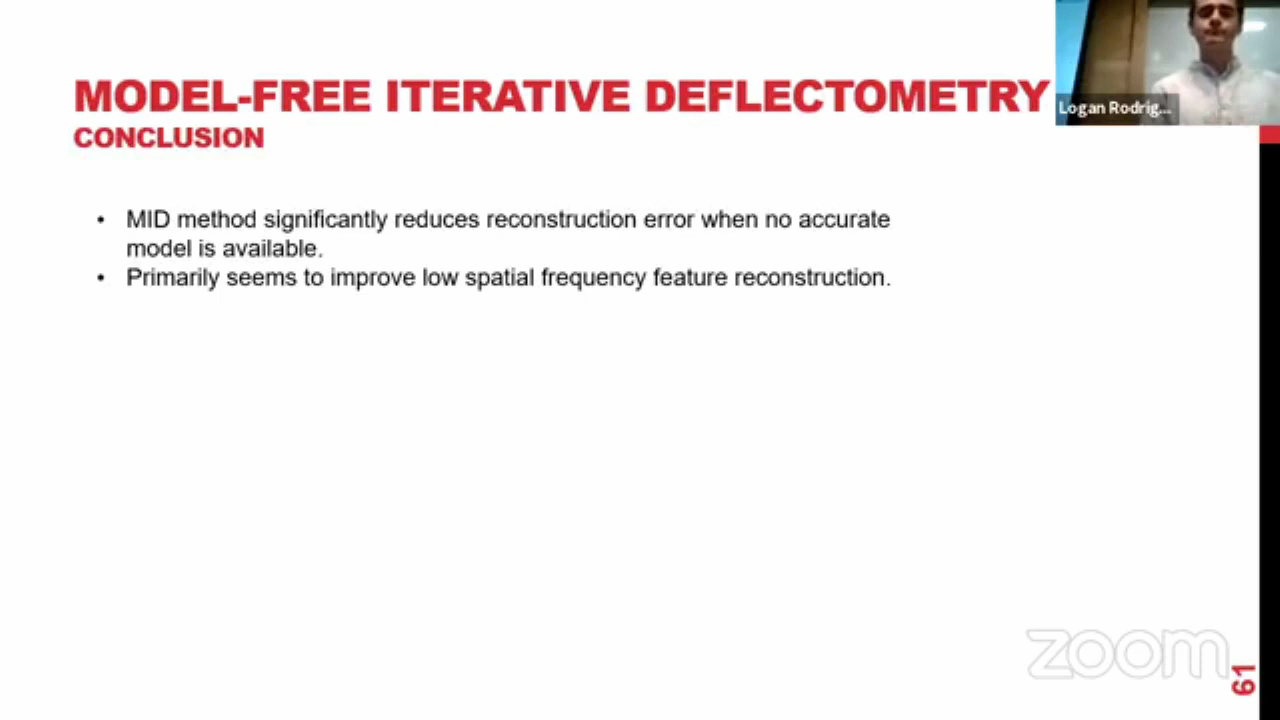 MODEL-FREE ITERATIVE DEFLECTOMETRY
CONCLUSION
Logan Rodrig...
• MID method significantly reduces reconstruction error when no accurate
model is available.
• Primarily seems to improve low spatial frequency feature reconstruction.
zoom
61